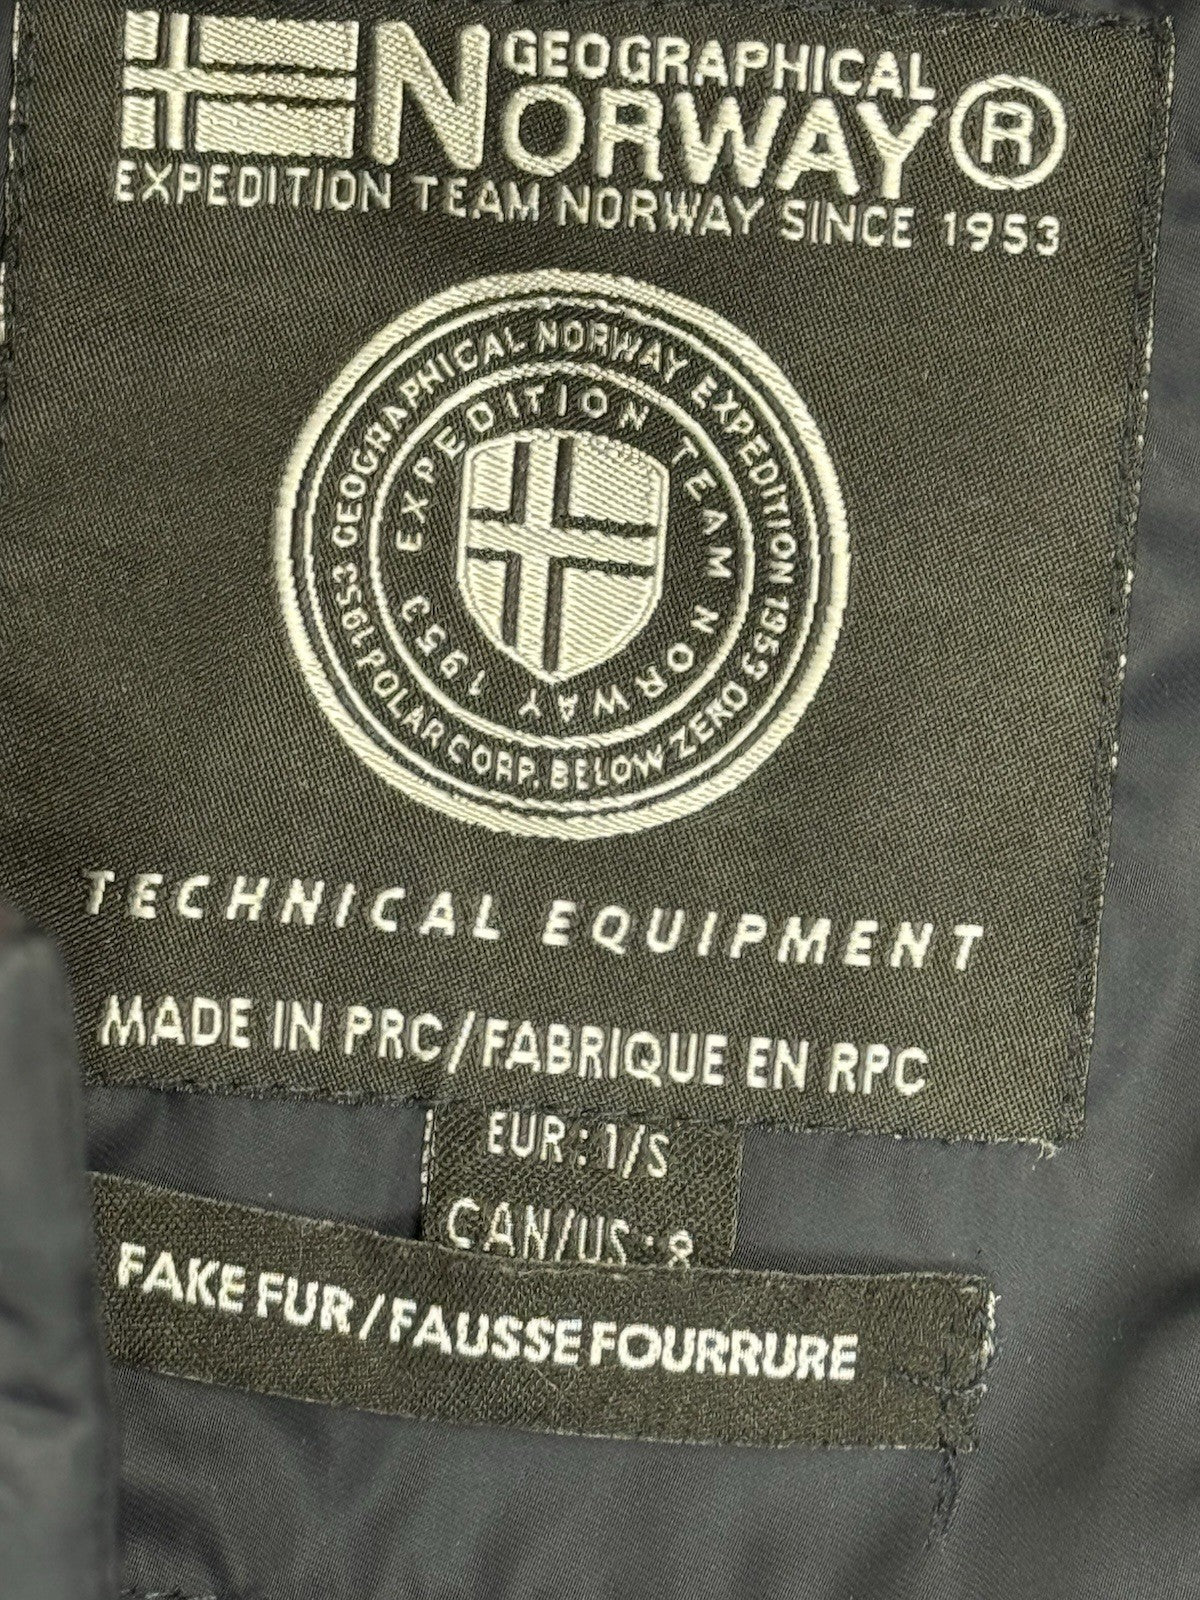 GEOGRAPHICAL
NORWAY ®
EXPEDITION TEAM NORWAY SINCE 1953
GEOGRAPHICAL NORWAY EXPEDITION 1953
POLAR CORP. BELOW ZERO
1953
EXPEDITION TEAM NORWAY 1953
TECHNICAL EQUIPMENT
MADE IN PRC/FABRIQUE EN RPC
EUR : 1/S
CAN/US : 8
FAKE FUR / FAUSSE FOURRURE